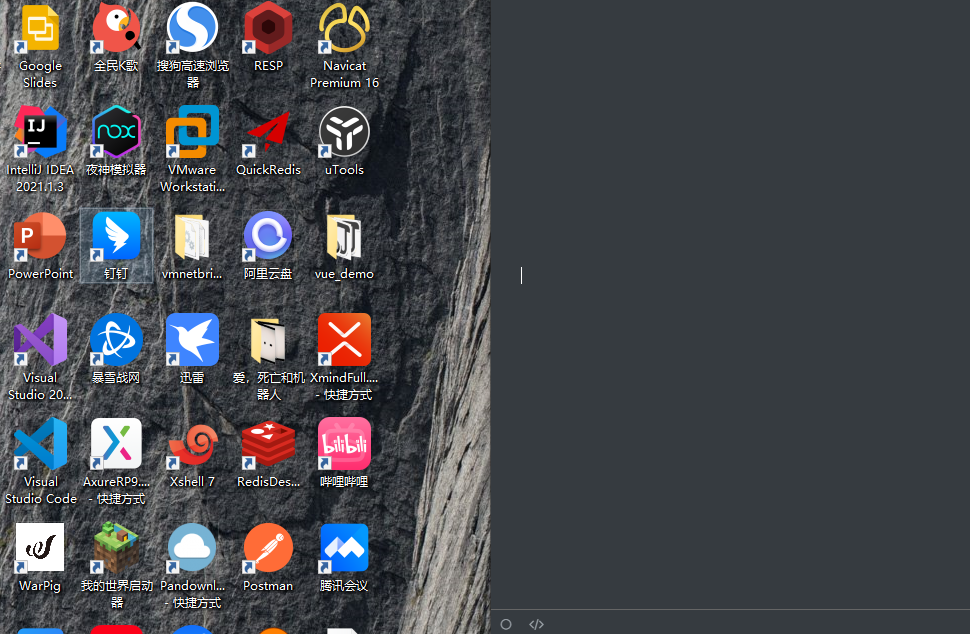 Google
Slides
全民K歌
搜狗高速浏览
器
RESP
Navicat
Premium 16
IJ
IntelliJ IDEA
2021.1.3
nox
夜神模拟器
VMware
Workstati...
QuickRedis
uTools
P
PowerPoint
钉钉
vmnetbri...
阿里云盘
vue_demo
Visual
Studio 20...
暴雪战网
迅雷
爱，死亡和机
器人
XmindFull....
- 快捷方式
Visual
Studio Code
AxureRP9....
- 快捷方式
Xshell 7
RedisDes...
bilibili
哔哩哔哩
WarPig
我的世界启动
器
Pandownl...
- 快捷方式
Postman
腾讯会议